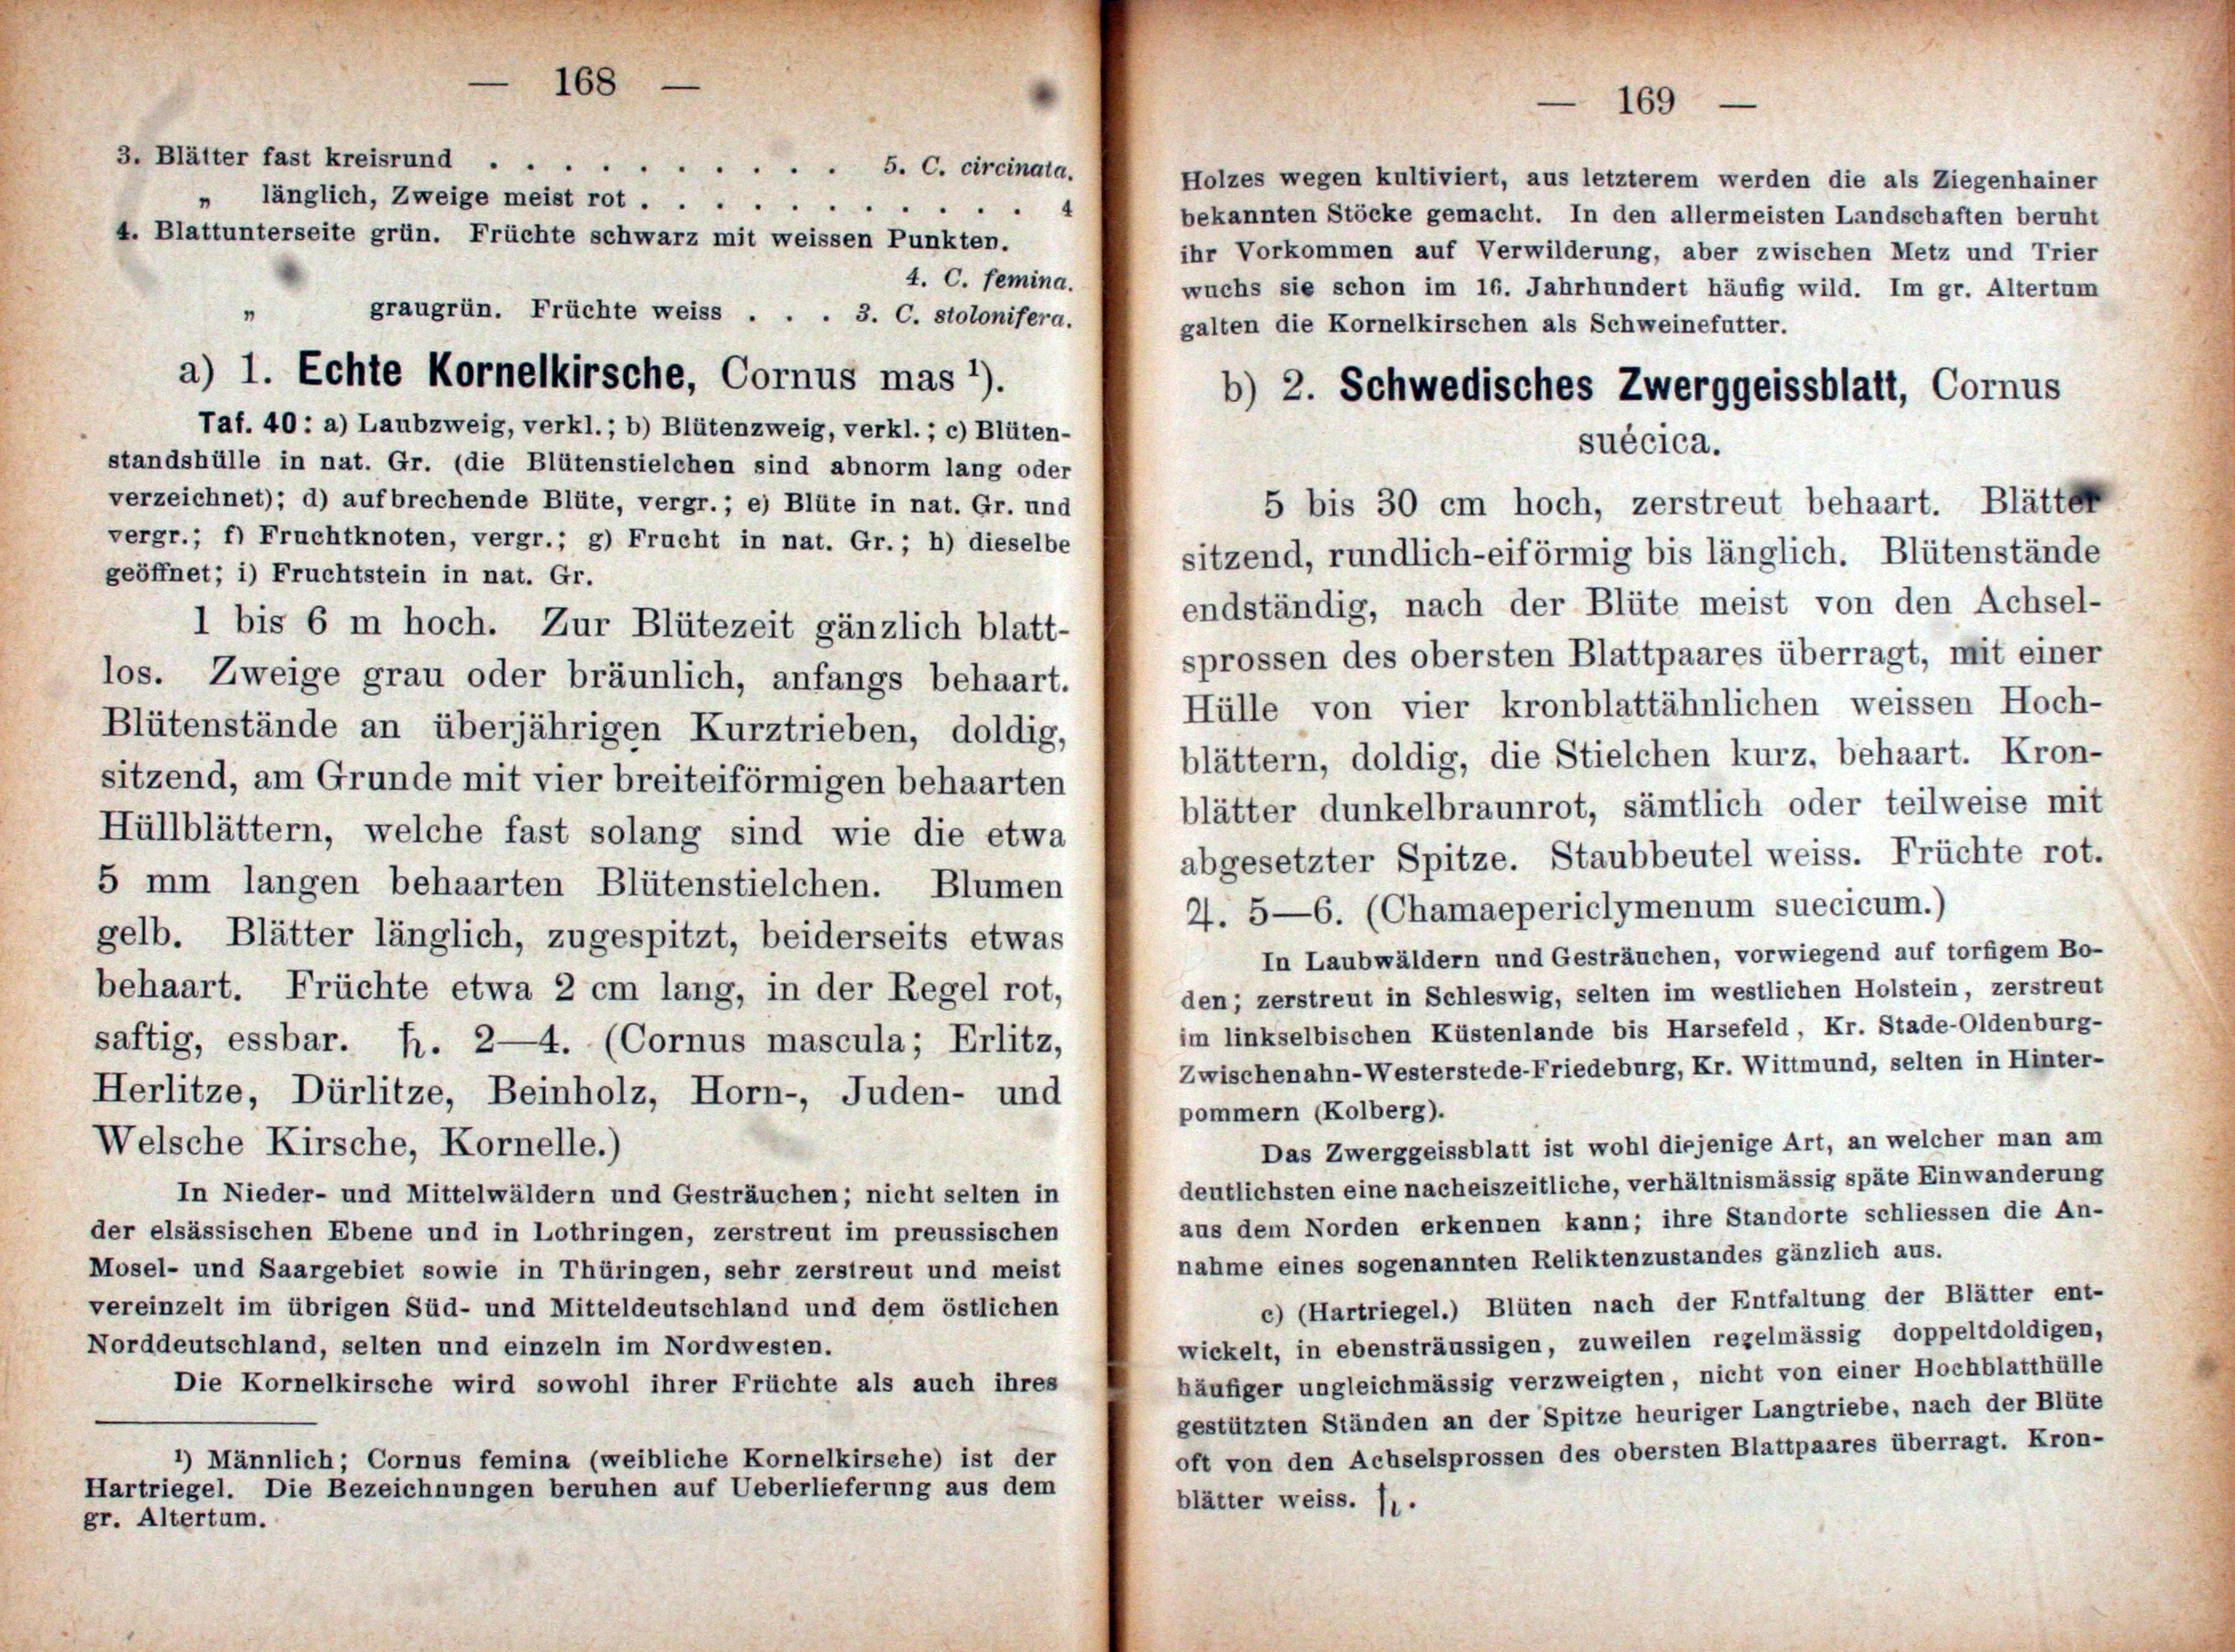 — 168 —
3. Blätter fast kreisrund . . . . . . . . . . 5. C. circinata.
„ länglich, Zweige meist rot . . . . . . . . . . . 4
4. Blattunterseite grün. Früchte schwarz mit weissen Punkten.
4. C. femina.
„ graugrün. Früchte weiss . . . 3. C. stolonifera.
a) 1. Echte Kornelkirsche, Cornus mas ¹).
Taf. 40: a) Laubzweig, verkl.; b) Blütenzweig, verkl.; c) Blüten-
standshülle in nat. Gr. (die Blütenstielchen sind abnorm lang oder
verzeichnet); d) aufbrechende Blüte, vergr.; e) Blüte in nat. Gr. und
vergr.; f) Fruchtknoten, vergr.; g) Frucht in nat. Gr.; h) dieselbe
geöffnet; i) Fruchtstein in nat. Gr.
1 bis 6 m hoch. Zur Blütezeit gänzlich blatt-
los. Zweige grau oder bräunlich, anfangs behaart.
Blütenstände an überjährigen Kurztrieben, doldig,
sitzend, am Grunde mit vier breiteiförmigen behaarten
Hüllblättern, welche fast solang sind wie die etwa
5 mm langen behaarten Blütenstielchen. Blumen
gelb. Blätter länglich, zugespitzt, beiderseits etwas
behaart. Früchte etwa 2 cm lang, in der Regel rot,
saftig, essbar. ♄. 2—4. (Cornus mascula; Erlitz,
Herlitze, Dürlitze, Beinholz, Horn-, Juden- und
Welsche Kirsche, Kornelle.)
In Nieder- und Mittelwäldern und Gesträuchen; nicht selten in
der elsässischen Ebene und in Lothringen, zerstreut im preussischen
Mosel- und Saargebiet sowie in Thüringen, sehr zerstreut und meist
vereinzelt im übrigen Süd- und Mitteldeutschland und dem östlichen
Norddeutschland, selten und einzeln im Nordwesten.
Die Kornelkirsche wird sowohl ihrer Früchte als auch ihres
¹) Männlich; Cornus femina (weibliche Kornelkirsche) ist der
Hartriegel. Die Bezeichnungen beruhen auf Ueberlieferung aus dem
gr. Altertum.
— 169 —
Holzes wegen kultiviert, aus letzterem werden die als Ziegenhainer
bekannten Stöcke gemacht. In den allermeisten Landschaften beruht
ihr Vorkommen auf Verwilderung, aber zwischen Metz und Trier
wuchs sie schon im 16. Jahrhundert häufig wild. Im gr. Altertum
galten die Kornelkirschen als Schweinefutter.
b) 2. Schwedisches Zwerggeissblatt, Cornus
suécica.
5 bis 30 cm hoch, zerstreut behaart. Blätter
sitzend, rundlich-eiförmig bis länglich. Blütenstände
endständig, nach der Blüte meist von den Achsel-
sprossen des obersten Blattpaares überragt, mit einer
Hülle von vier kronblattähnlichen weissen Hoch-
blättern, doldig, die Stielchen kurz, behaart. Kron-
blätter dunkelbraunrot, sämtlich oder teilweise mit
abgesetzter Spitze. Staubbeutel weiss. Früchte rot.
♃. 5—6. (Chamaepericlymenum suecicum.)
In Laubwäldern und Gesträuchen, vorwiegend auf torfigem Bo-
den; zerstreut in Schleswig, selten im westlichen Holstein, zerstreut
im linkselbischen Küstenlande bis Harsefeld, Kr. Stade-Oldenburg-
Zwischenahn-Westerstede-Friedeburg, Kr. Wittmund, selten in Hinter-
pommern (Kolberg).
Das Zwerggeissblatt ist wohl diejenige Art, an welcher man am
deutlichsten eine nacheiszeitliche, verhältnismässig späte Einwanderung
aus dem Norden erkennen kann; ihre Standorte schliessen die An-
nahme eines sogenannten Reliktenzustandes gänzlich aus.
c) (Hartriegel.) Blüten nach der Entfaltung der Blätter ent-
wickelt, in ebensträussigen, zuweilen regelmässig doppeltdoldigen,
häufiger ungleichmässig verzweigten, nicht von einer Hochblatthülle
gestützten Ständen an der Spitze heuriger Langtriebe, nach der Blüte
oft von den Achselsprossen des obersten Blattpaares überragt. Kron-
blätter weiss. ♄.